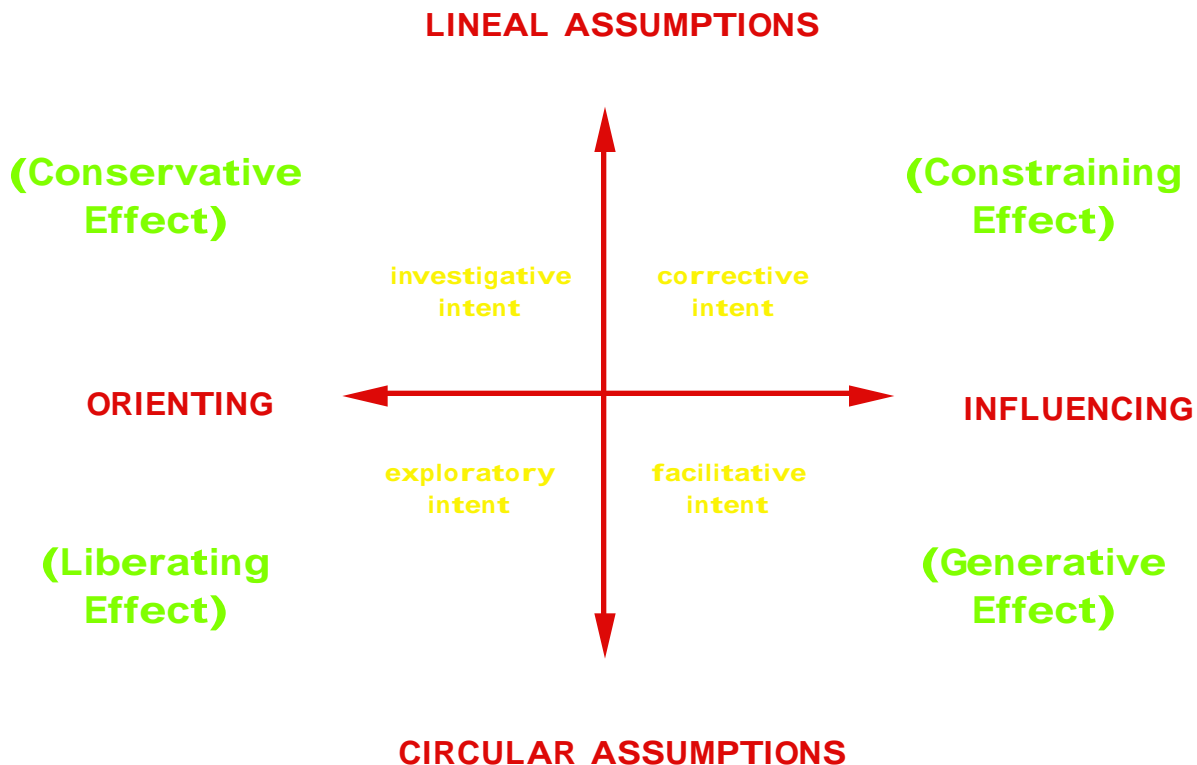 LINEAL ASSUMPTIONS
(Conservative
Effect)
(Constraining
Effect)
investigative
intent
corrective
intent
ORIENTING
INFLUENCING
exploratory
intent
facilitative
intent
(Liberating
Effect)
(Generative
Effect)
CIRCULAR ASSUMPTIONS